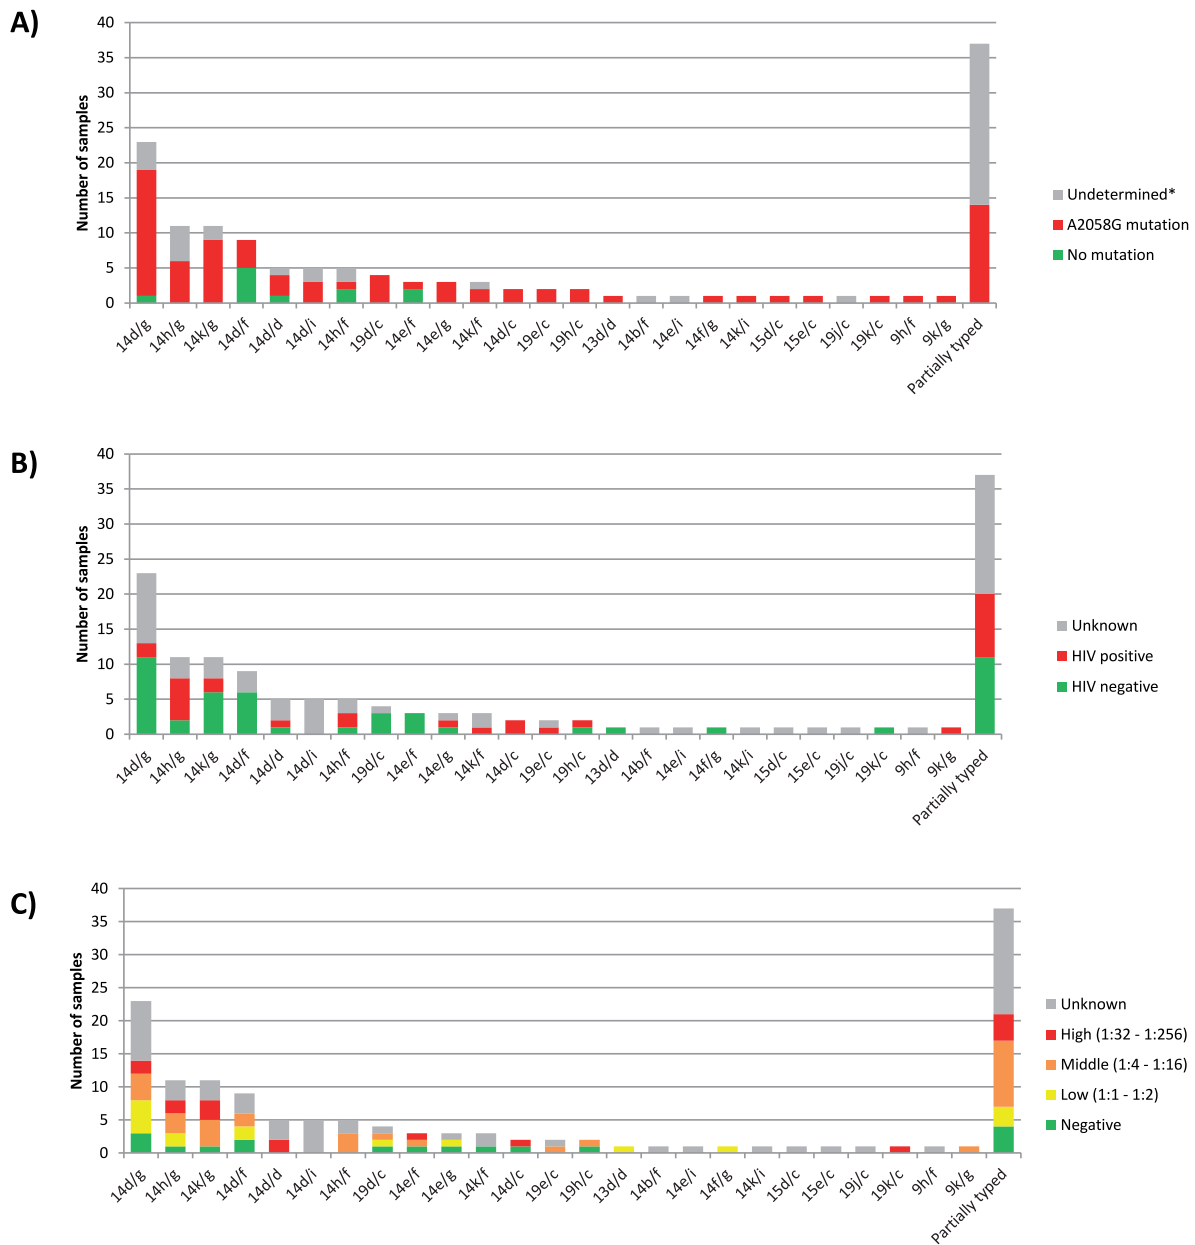 A)
Number of samples
40
35
30
25
20
15
10
5
0
14d/g
14h/g
14k/g
14d/f
14d/d
14d/i
14h/f
19d/c
14e/f
14e/g
14k/f
14d/c
19e/c
19h/c
13d/d
14b/f
14e/i
14f/g
14k/i
15d/c
15e/c
19j/c
19k/c
9h/f
9k/g
Partially typed
Undetermined*
A2058G mutation
No mutation
B)
Number of samples
40
35
30
25
20
15
10
5
0
14d/g
14h/g
14k/g
14d/f
14d/d
14d/i
14h/f
19d/c
14e/f
14e/g
14k/f
14d/c
19e/c
19h/c
13d/d
14b/f
14e/i
14f/g
14k/i
15d/c
15e/c
19j/c
19k/c
9h/f
9k/g
Partially typed
Unknown
HIV positive
HIV negative
C)
Number of samples
40
35
30
25
20
15
10
5
0
14d/g
14h/g
14k/g
14d/f
14d/d
14d/i
14h/f
19d/c
14e/f
14e/g
14k/f
14d/c
19e/c
19h/c
13d/d
14b/f
14e/i
14f/g
14k/i
15d/c
15e/c
19j/c
19k/c
9h/f
9k/g
Partially typed
Unknown
High (1:32 - 1:256)
Middle (1:4 - 1:16)
Low (1:1 - 1:2)
Negative